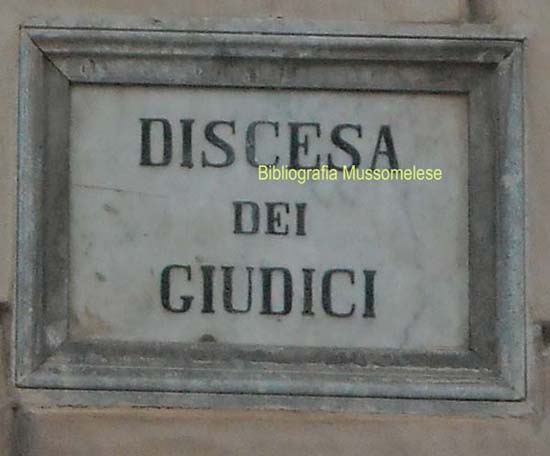 DISCESA
Bibliografia Mussomelese
DEI
GIUDICI